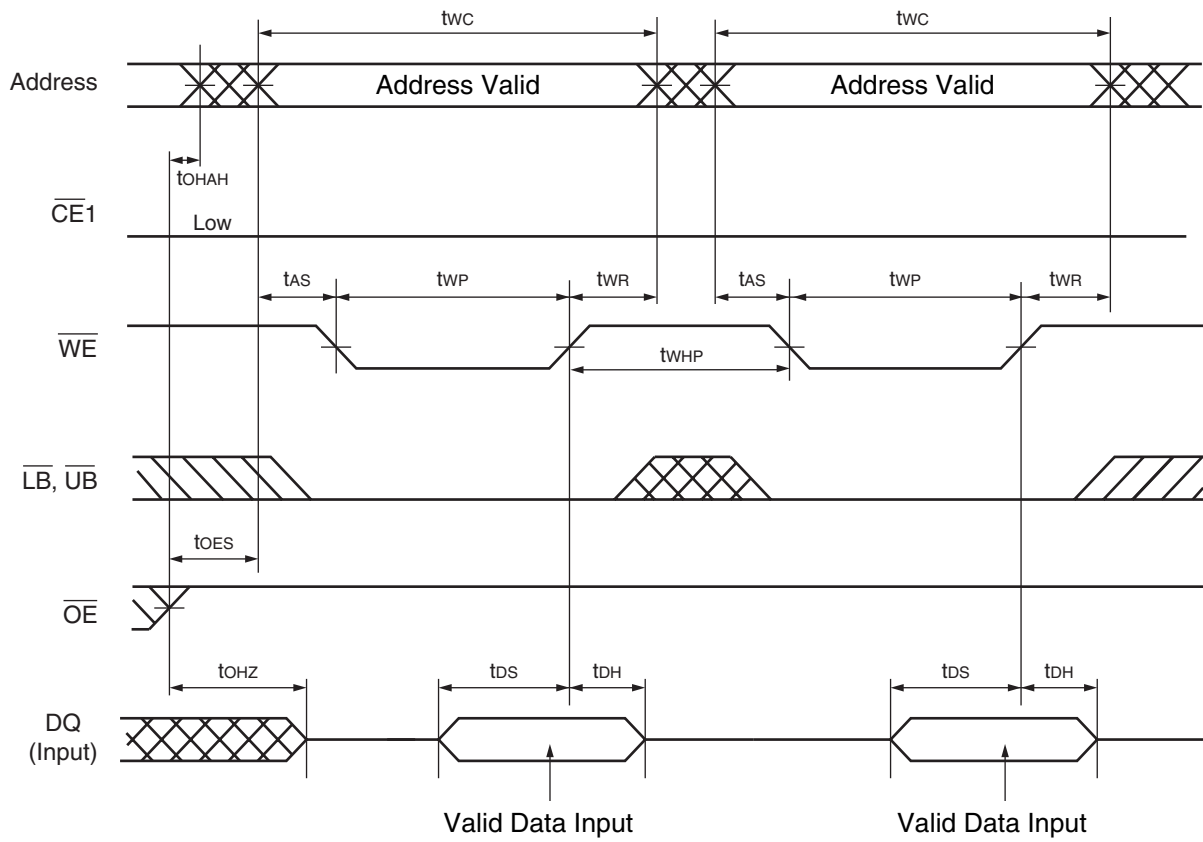 tWC tWC
Address Address Valid Address Valid
tOHAH
CE1 Low
tAS tWP tWR tAS tWP tWR
WE
tWHP
LB, UB
tOES
OE
tOHZ tDS tDH tDS tDH
DQ
(Input)
Valid Data Input Valid Data Input